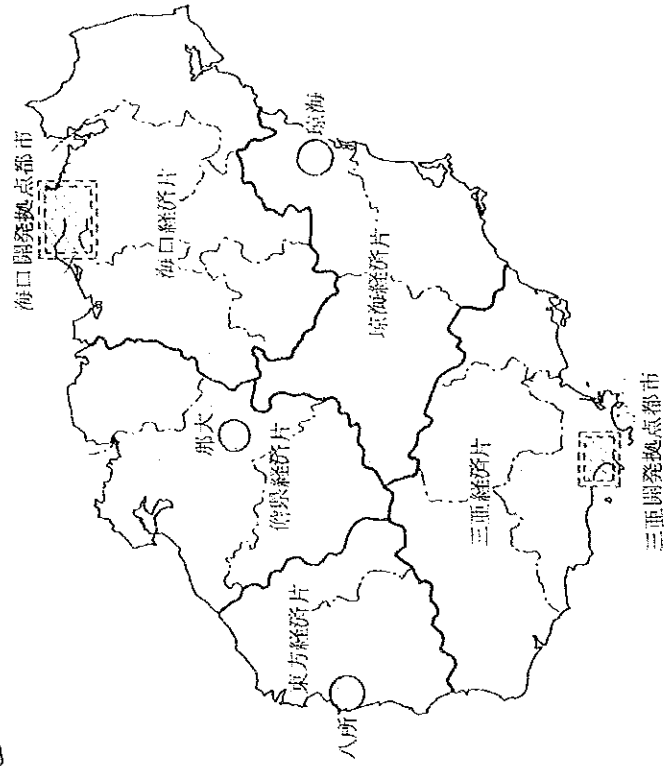 海口開発拠点都市
海口経済片
琼海
琼海経済片
那大
儋県経済片
東方経済片
八所
三亜経済片
三亜開発拠点都市